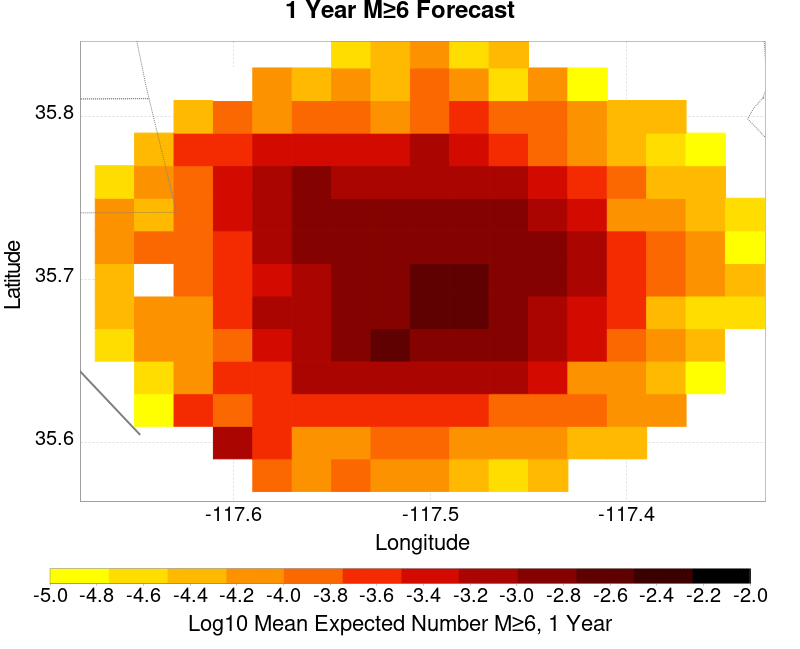 1 Year M≥6 Forecast
Latitude
35.8
35.7
35.6
-117.6 -117.5 -117.4
Longitude
-5.0 -4.8 -4.6 -4.4 -4.2 -4.0 -3.8 -3.6 -3.4 -3.2 -3.0 -2.8 -2.6 -2.4 -2.2 -2.0
Log10 Mean Expected Number M≥6, 1 Year